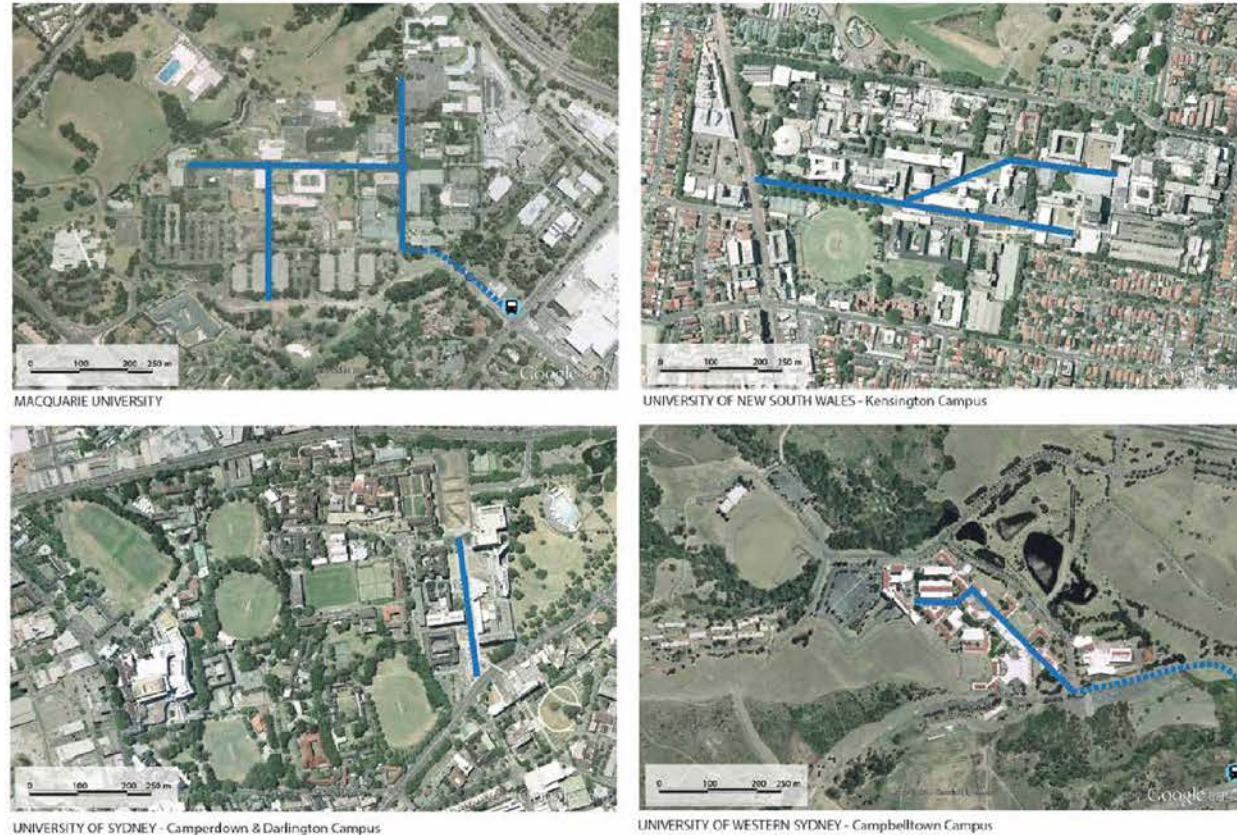 0 100 200 250 m
Google
MACQUARIE UNIVERSITY
0 100 200 250 m
Google
UNIVERSITY OF NEW SOUTH WALES - Kensington Campus
0 100 200 250 m
UNIVERSITY OF SYDNEY - Camperdown & Darlington Campus
0 100 200 250 m
Google
UNIVERSITY OF WESTERN SYDNEY - Campbelltown Campus